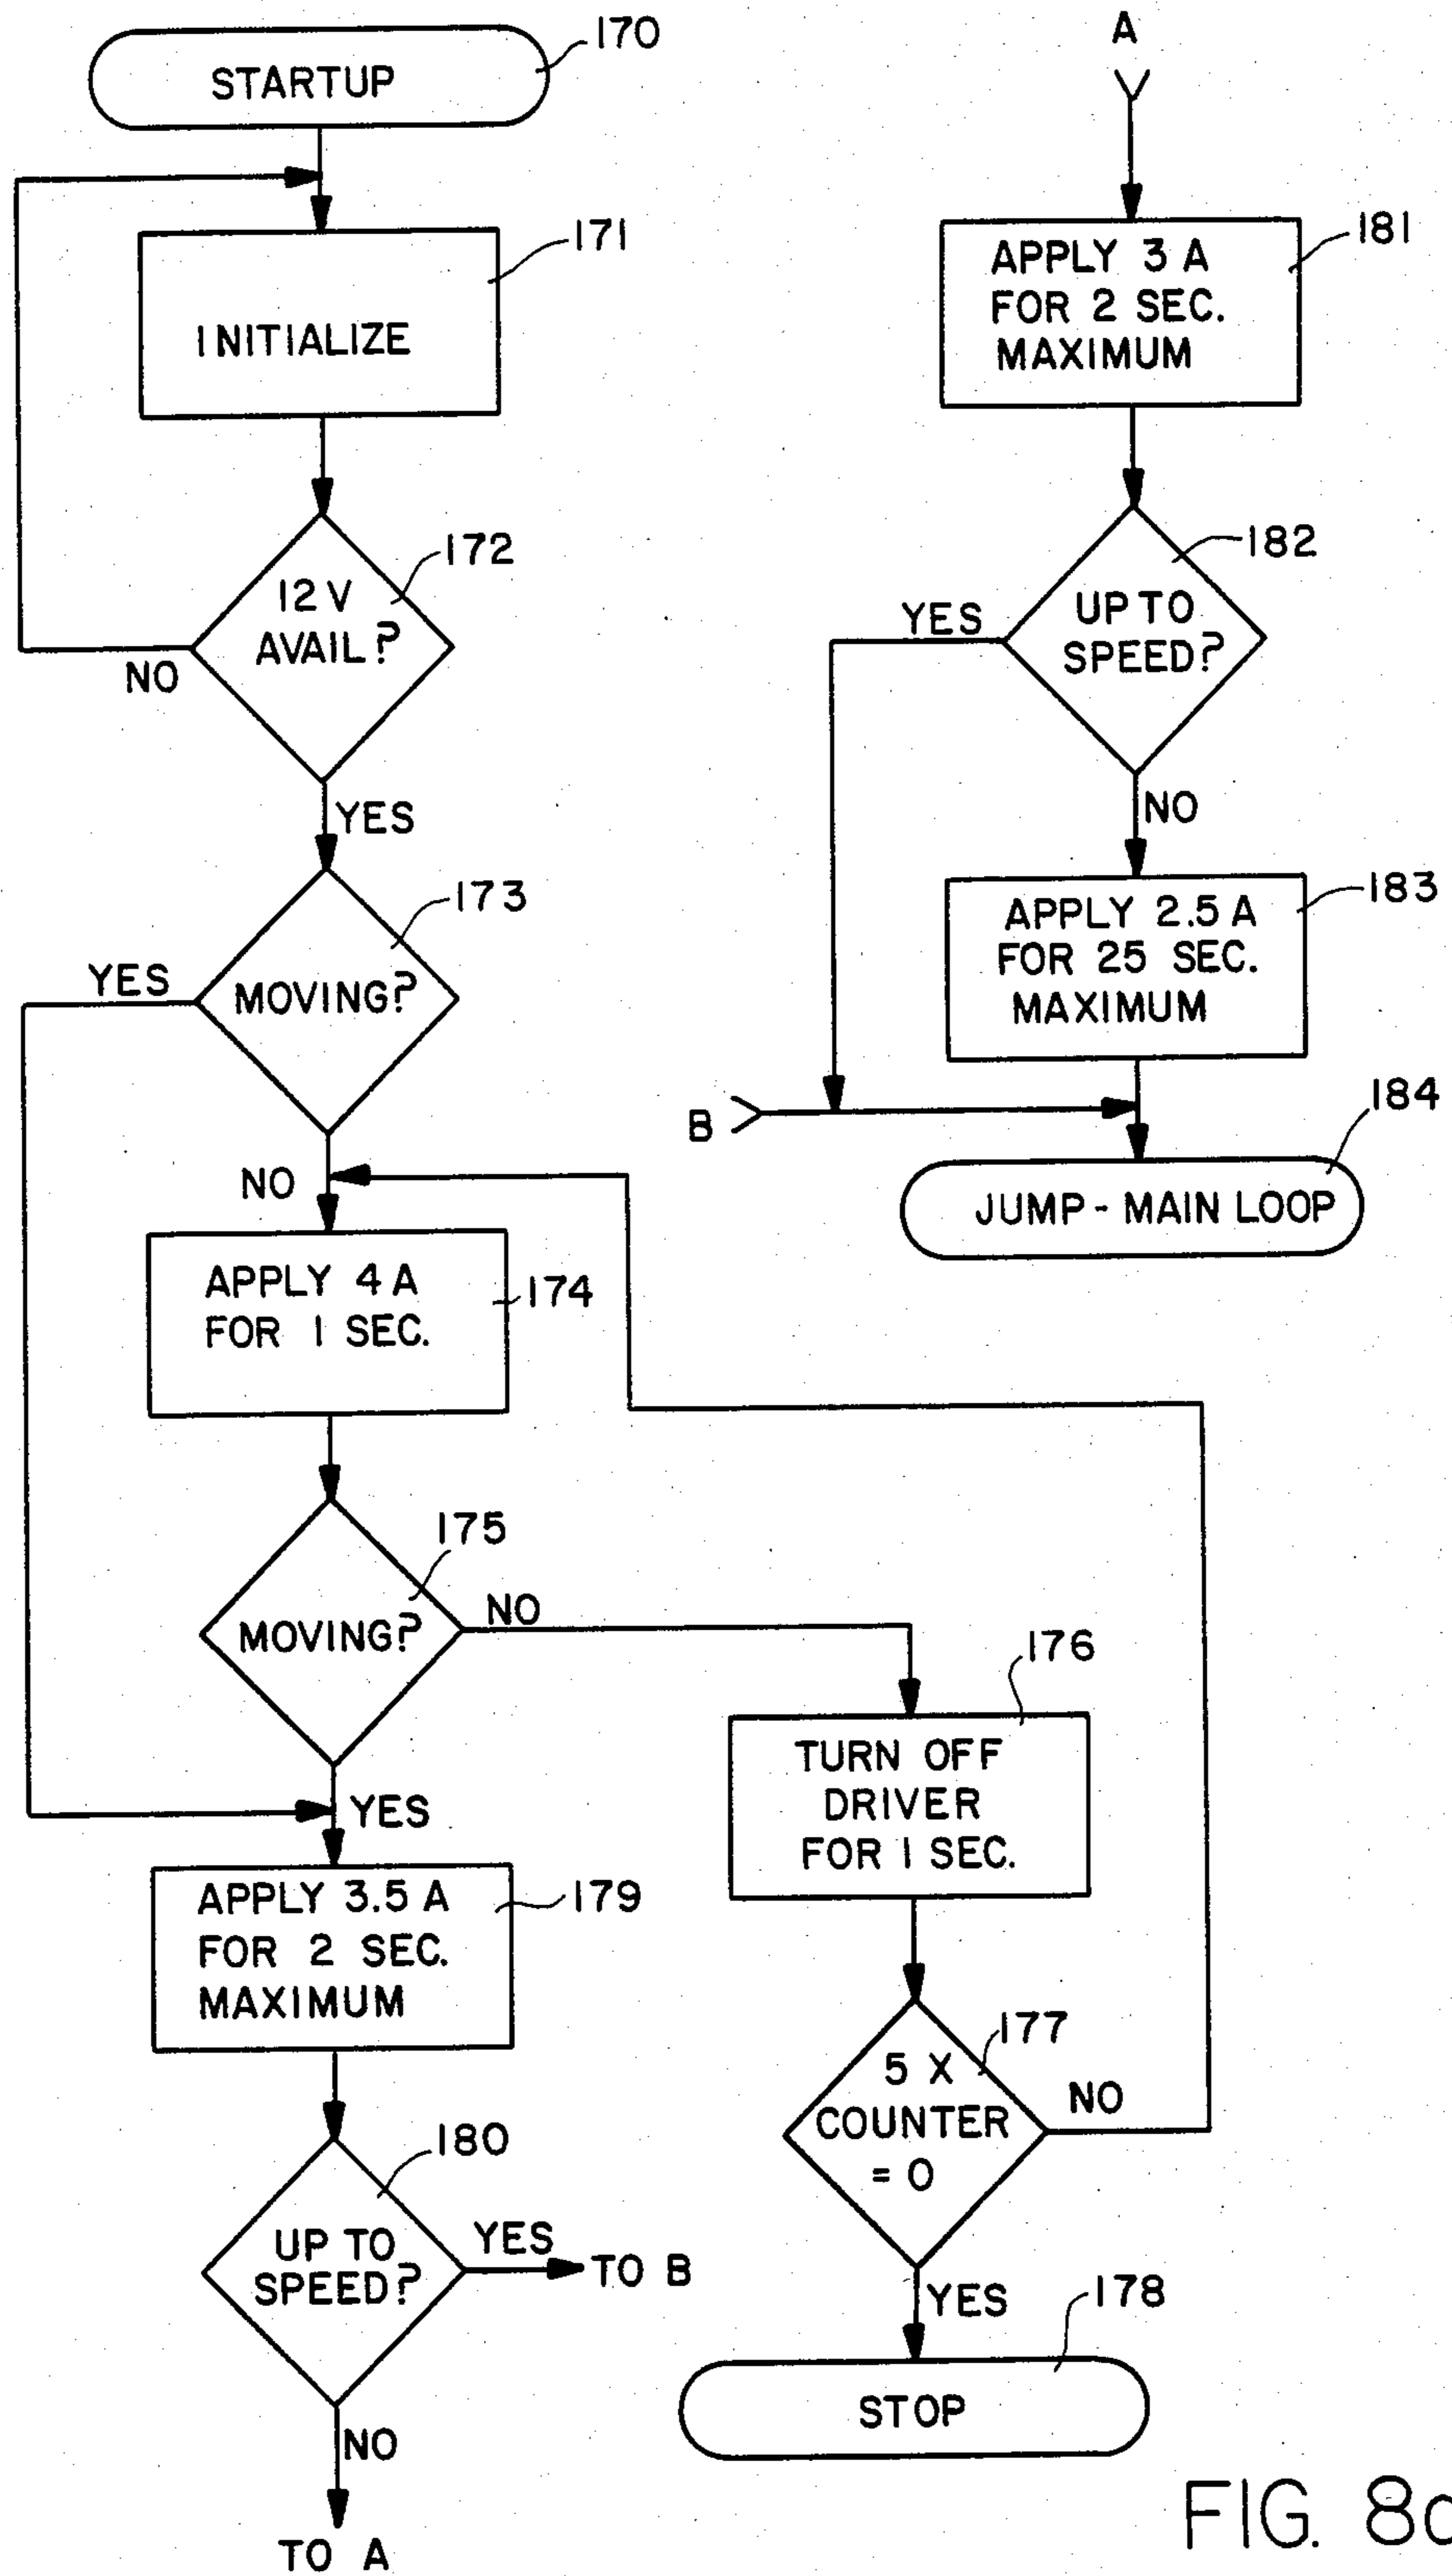 STARTUP
170
INITIALIZE
171
12 V
AVAIL?
172
NO
YES
MOVING?
173
YES
NO
APPLY 4 A
FOR 1 SEC.
174
MOVING?
175
NO
YES
TURN OFF
DRIVER
FOR 1 SEC.
176
5 X
COUNTER
= 0
177
NO
YES
STOP
178
APPLY 3.5 A
FOR 2 SEC.
MAXIMUM
179
UP TO
SPEED?
180
YES
TO B
NO
TO A
A
APPLY 3 A
FOR 2 SEC.
MAXIMUM
181
UP TO
SPEED?
182
YES
NO
APPLY 2.5 A
FOR 25 SEC.
MAXIMUM
183
B
JUMP - MAIN LOOP
184
FIG.